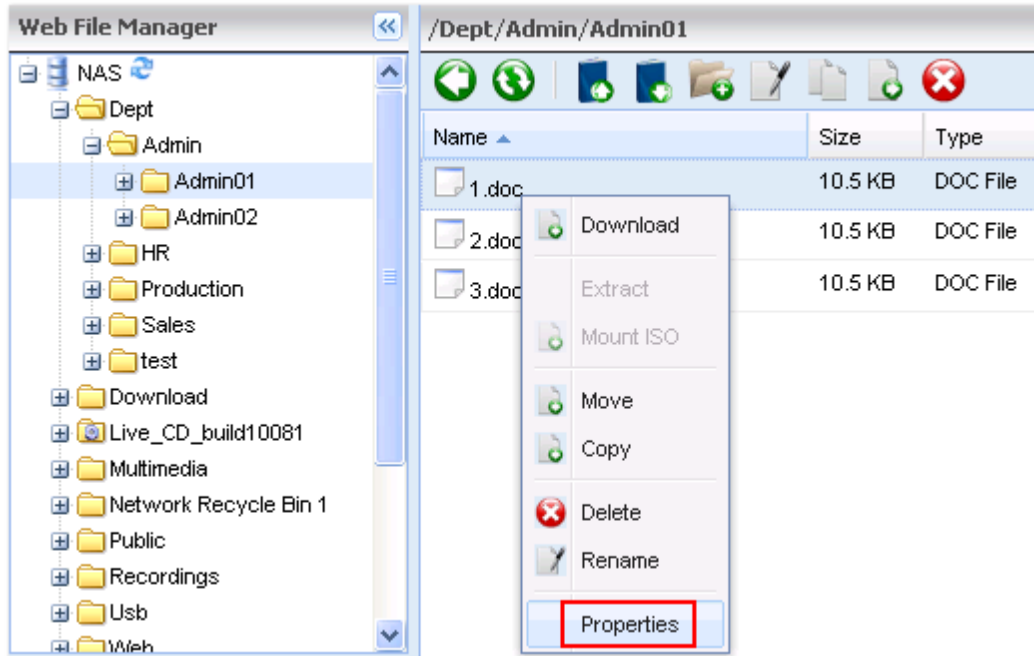 Web File Manager
NAS
Dept
Admin
Admin01
Admin02
HR
Production
Sales
test
Download
Live_CD_build10081
Multimedia
Network Recycle Bin 1
Public
Recordings
Usb
Web
/Dept/Admin/Admin01
Name Size Type
1.doc 10.5 KB DOC File
2.doc 10.5 KB DOC File
3.doc 10.5 KB DOC File
Download
Extract
Mount ISO
Move
Copy
Delete
Rename
Properties